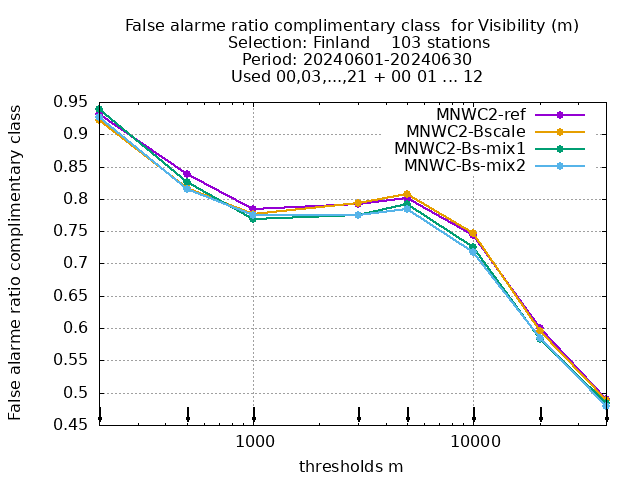 False alarme ratio complimentary class  for Visibility (m)
Selection: Finland    103 stations
Period: 20240601-20240630
Used 00,03,...,21 + 00 01 ... 12
False alarme ratio complimentary class
0.95
0.9
0.85
0.8
0.75
0.7
0.65
0.6
0.55
0.5
0.45
MNWC2-ref
MNWC2-Bscale
MNWC2-Bs-mix1
MNWC-Bs-mix2
1000 10000
thresholds m